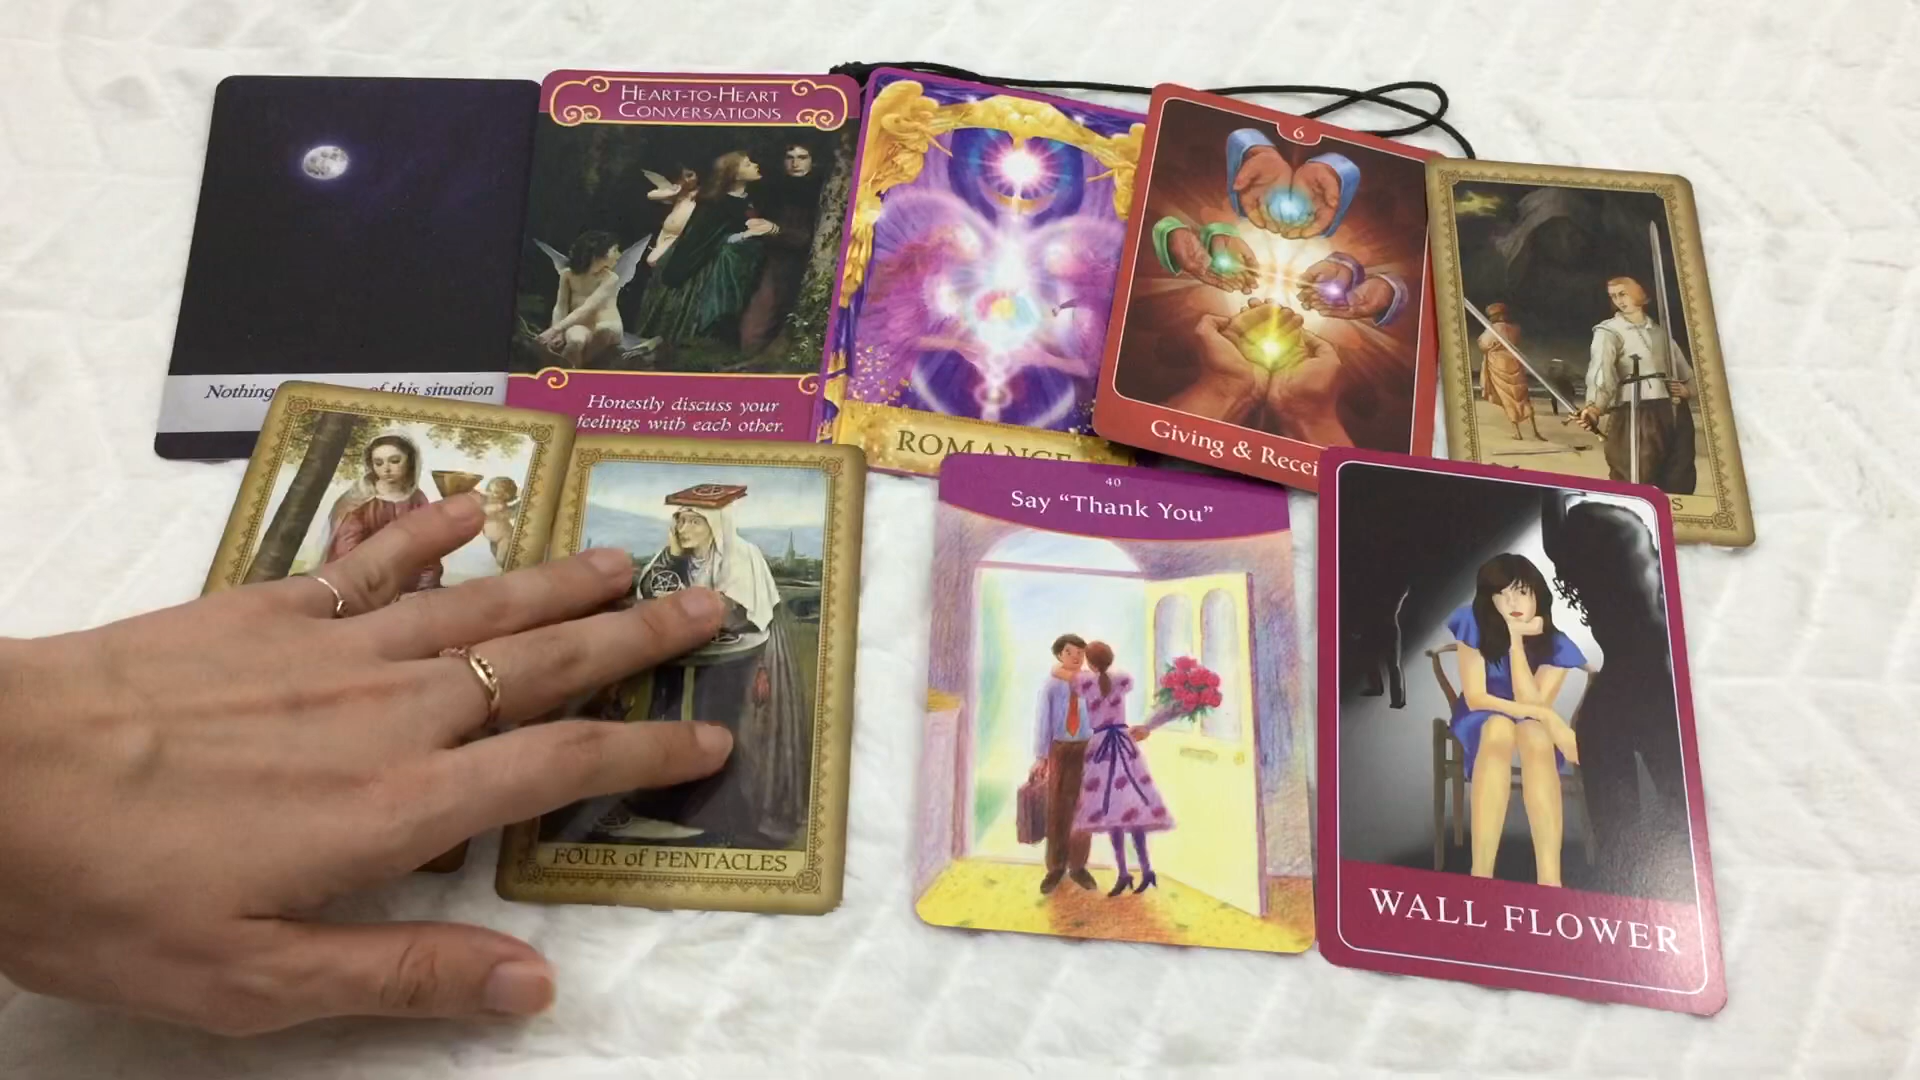 HEART-TO-HEART
CONVERSATIONS
6
Nothing of this situation
Honestly discuss your
feelings with each other.
ROMANCE
Giving & Recei
S
40
Say “Thank You”
FOUR of PENTACLES
WALL FLOWER